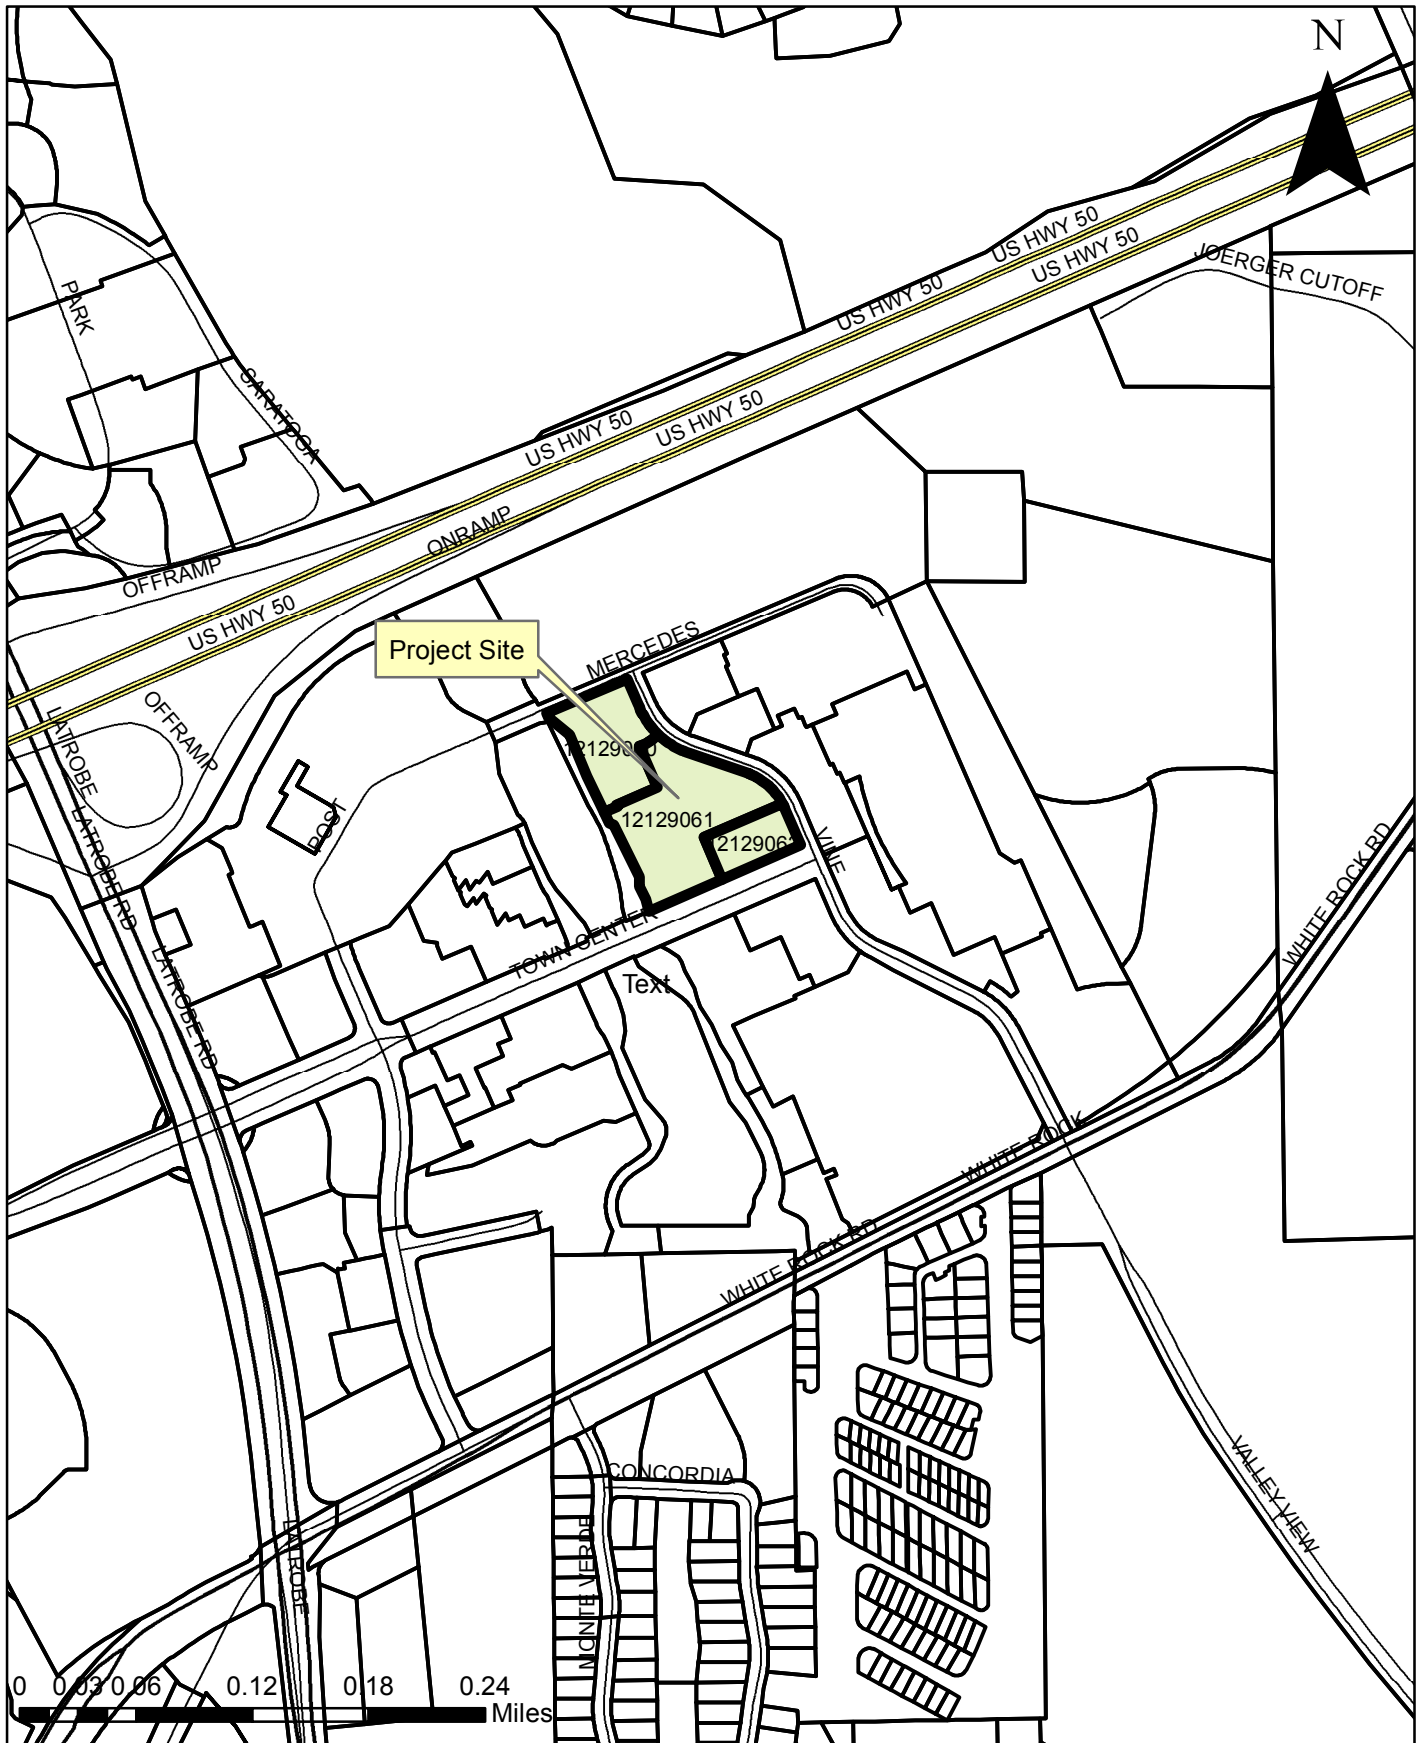 N
US HWY 50
US HWY 50
JOERGER CUTOFF
US HWY 50
PARK
SARATOGA
US HWY 50
US HWY 50
ONRAMP
OFFRAMP
US HWY 50
Project Site
MERCEDES
OFFRAMP
LATROBE
12129061
POST
VINE
LATROBE RD
WHITE ROCK RD
TOWN CENTER
LATROBE RD
Text
WHITE ROCK
WHITE ROCK RD
CONCORDIA
VALLEY VIEW
MONTE VERDE
LATROBE
0 0.03 0.06 0.12 0.18 0.24
Miles